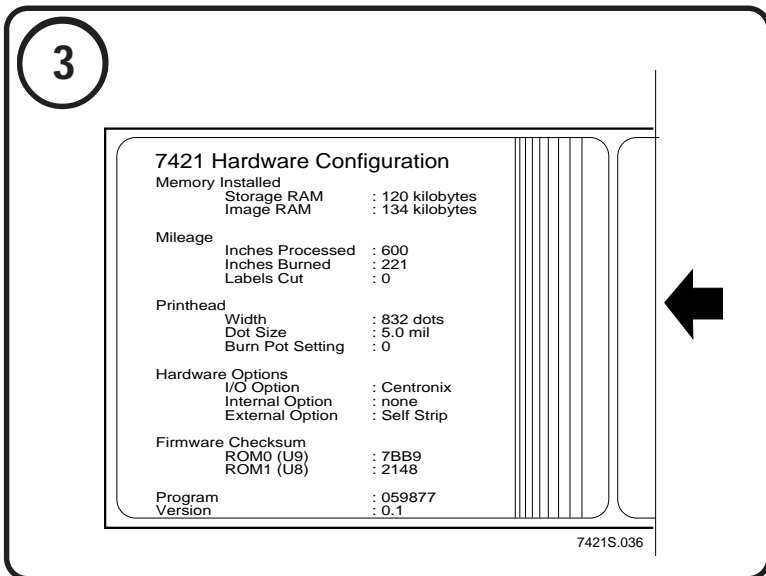 3
7421 Hardware Configuration
Memory Installed
Storage RAM : 120 kilobytes
Image RAM : 134 kilobytes
Mileage
Inches Processed : 600
Inches Burned : 221
Labels Cut : 0
Printhead
Width : 832 dots
Dot Size : 5.0 mil
Burn Pot Setting : 0
Hardware Options
I/O Option : Centronix
Internal Option : none
External Option : Self Strip
Firmware Checksum
ROM0 (U9) : 7BB9
ROM1 (U8) : 2148
Program : 059877
Version : 0.1
7421S.036